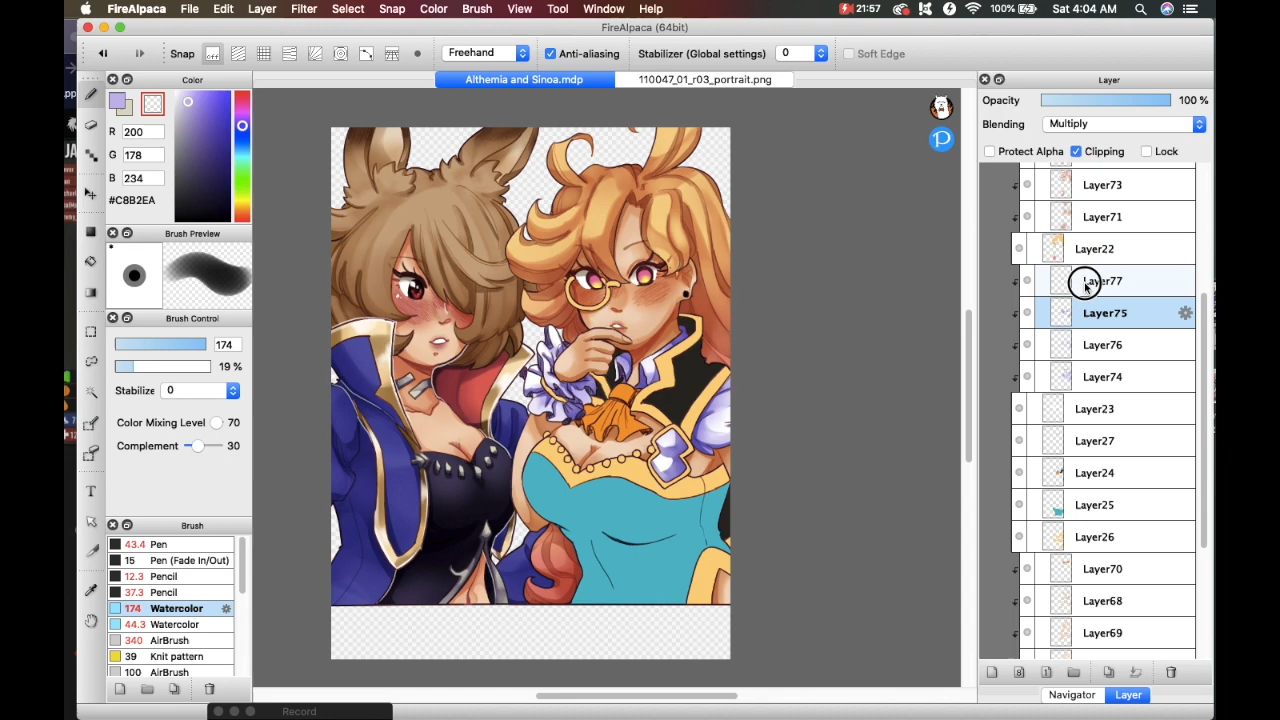 FireAlpaca File Edit Layer Filter Select Snap Color Brush View Tool Window Help 21:57 100% Sat 4:04 AM
FireAlpaca (64bit)
Snap off Freehand Anti-aliasing Stabilizer (Global settings) 0 Soft Edge
Color
Althemia and Sinoa.mdp
110047_01_r03_portrait.png
Layer
R 200
G 178
B 234
#C8B2EA
Brush Preview
Brush Control
174
19 %
Stabilize 0
Color Mixing Level 70
Complement 30
Brush
43.4 Pen
15 Pen (Fade In/Out)
12.3 Pencil
37.3 Pencil
174 Watercolor
44.3 Watercolor
340 AirBrush
39 Knit pattern
100 AirBrush
Opacity 100 %
Blending Multiply
Protect Alpha Clipping Lock
Layer73
Layer71
Layer22
Layer77
Layer75
Layer76
Layer74
Layer23
Layer27
Layer24
Layer25
Layer26
Layer70
Layer68
Layer69
Navigator Layer
Record